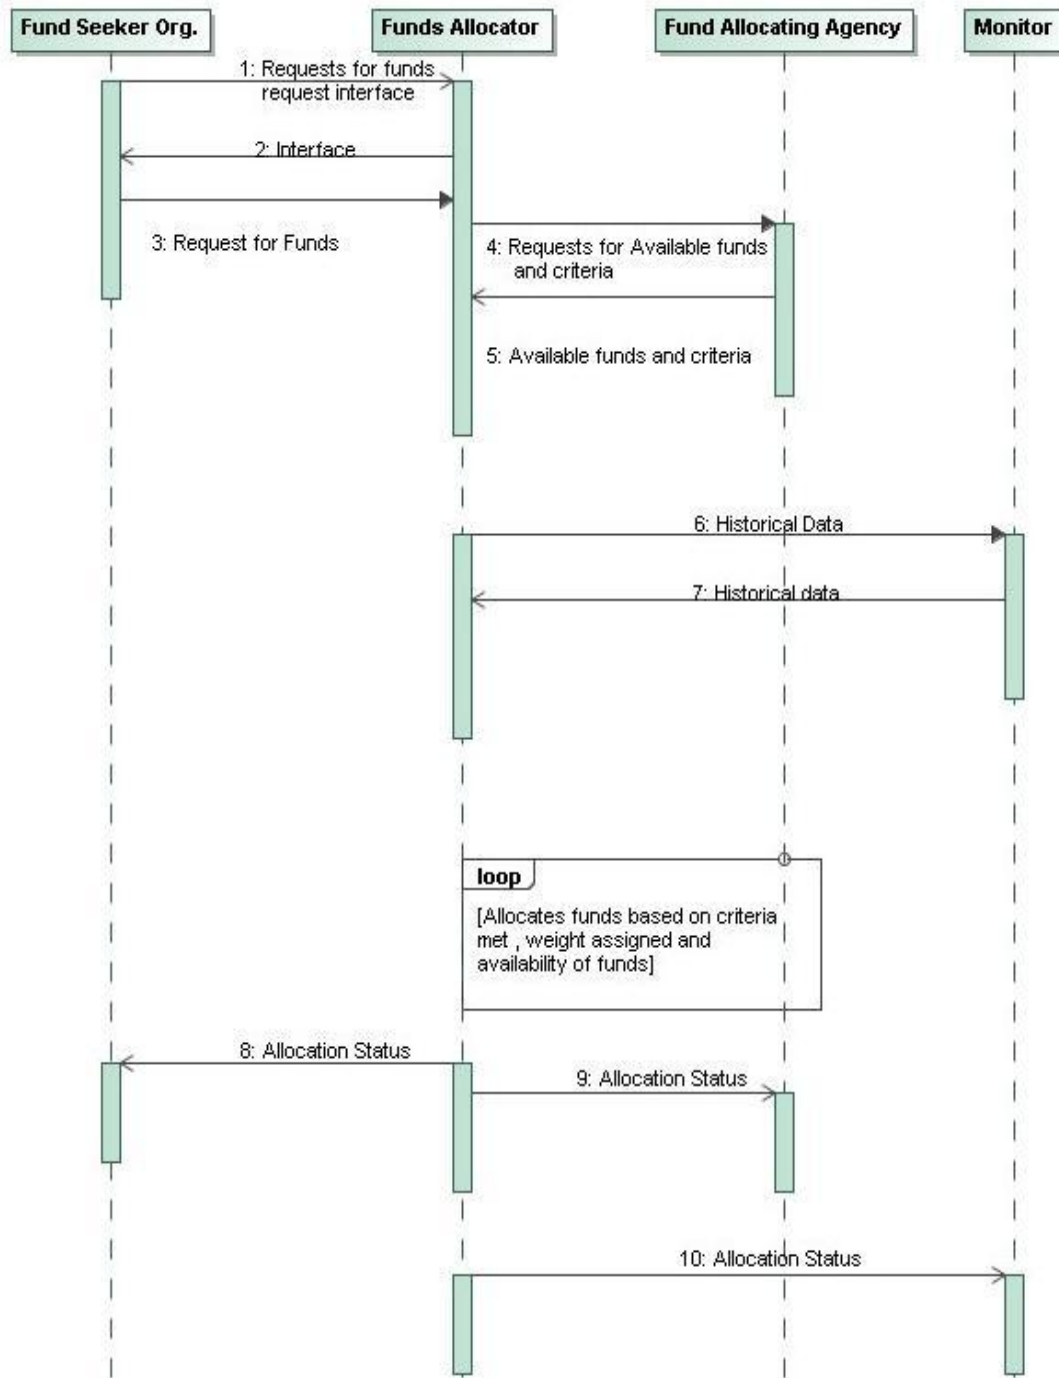 Fund Seeker Org.
Funds Allocator
Fund Allocating Agency
Monitor
1: Requests for funds
request interface
2: Interface
3: Request for Funds
4: Requests for Available funds
and criteria
5: Available funds and criteria
6: Historical Data
7: Historical data
loop
[Allocates funds based on criteria
met , weight assigned and
availability of funds]
8: Allocation Status
9: Allocation Status
10: Allocation Status